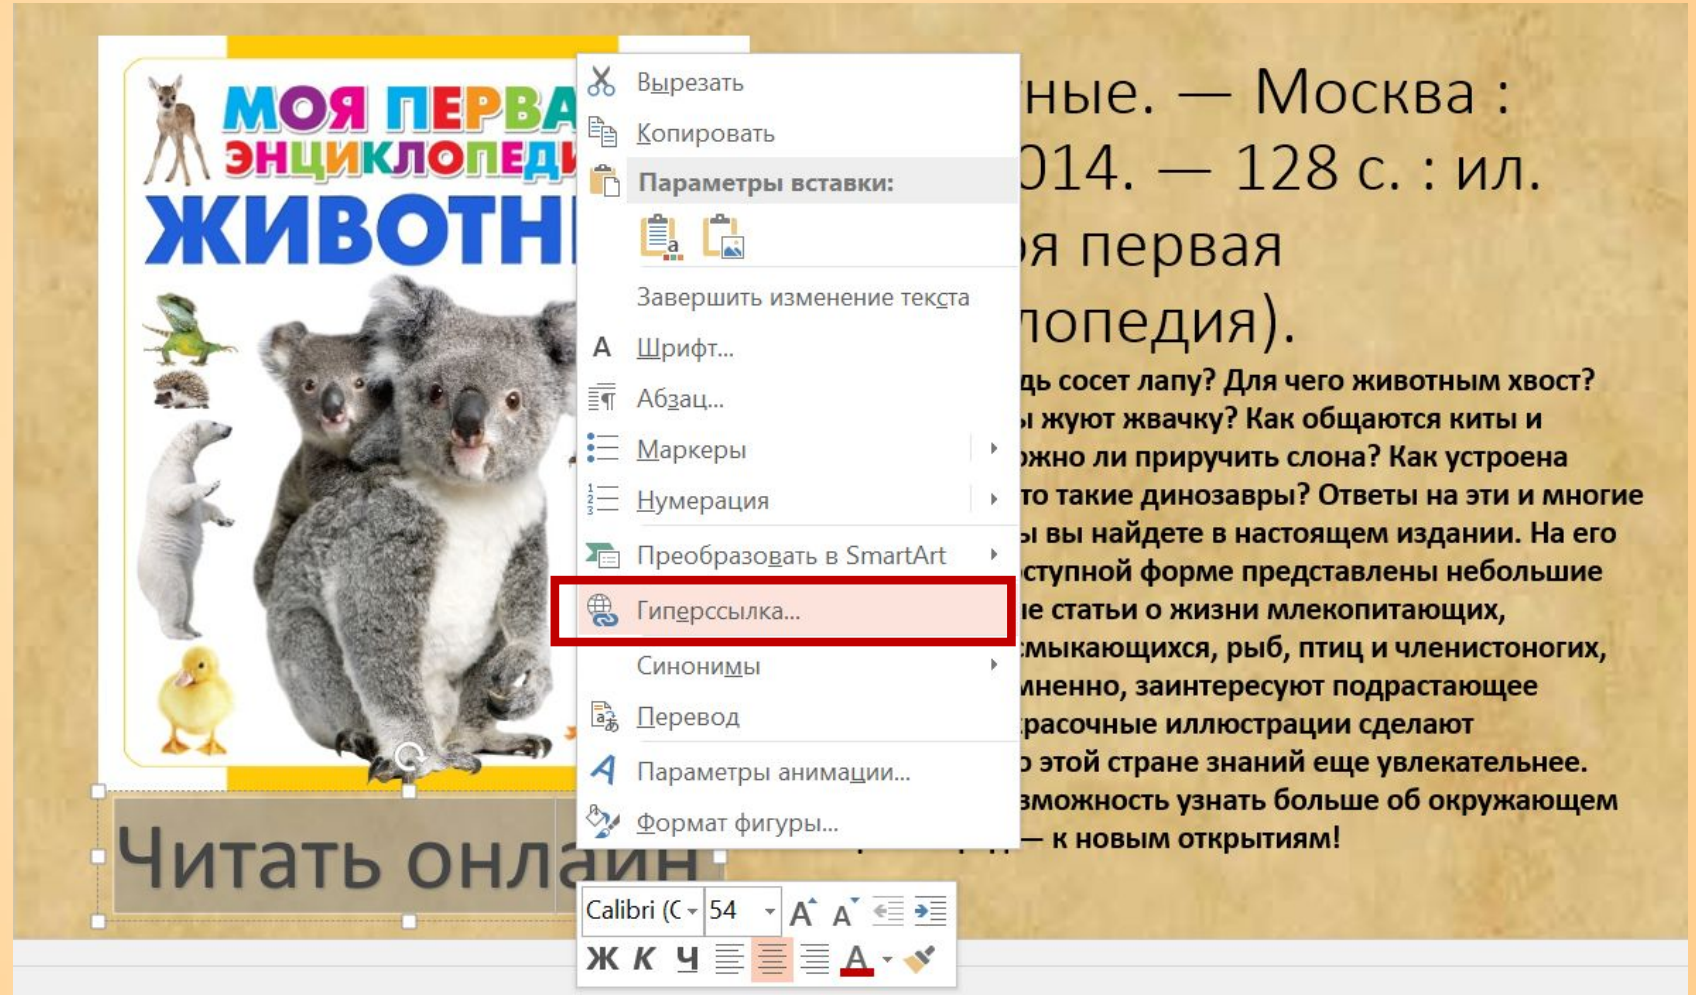 МОЯ ПЕРВА
ЭНЦИКЛОПЕДИ
ЖИВОТН
Читать онлайн
Вырезать
Копировать
Параметры вставки:
Завершить изменение текста
Шрифт...
Абзац...
Маркеры
Нумерация
Преобразовать в SmartArt
Гиперссылка...
Синонимы
Перевод
Параметры анимации...
Формат фигуры...
Calibri (С 54
Ж К Ч А
ные. — Москва :
014. — 128 с. : ил.
я первая
лопедия).
дь сосет лапу? Для чего животным хвост?
ы жуют жвачку? Как общаются киты и
ожно ли приручить слона? Как устроена
то такие динозавры? Ответы на эти и многие
ы вы найдете в настоящем издании. На его
оступной форме представлены небольшие
ые статьи о жизни млекопитающих,
смыкающихся, рыб, птиц и членистоногих,
мненно, заинтересуют подрастающее
красочные иллюстрации сделают
о этой стране знаний еще увлекательнее.
зможность узнать больше об окружающем
— к новым открытиям!